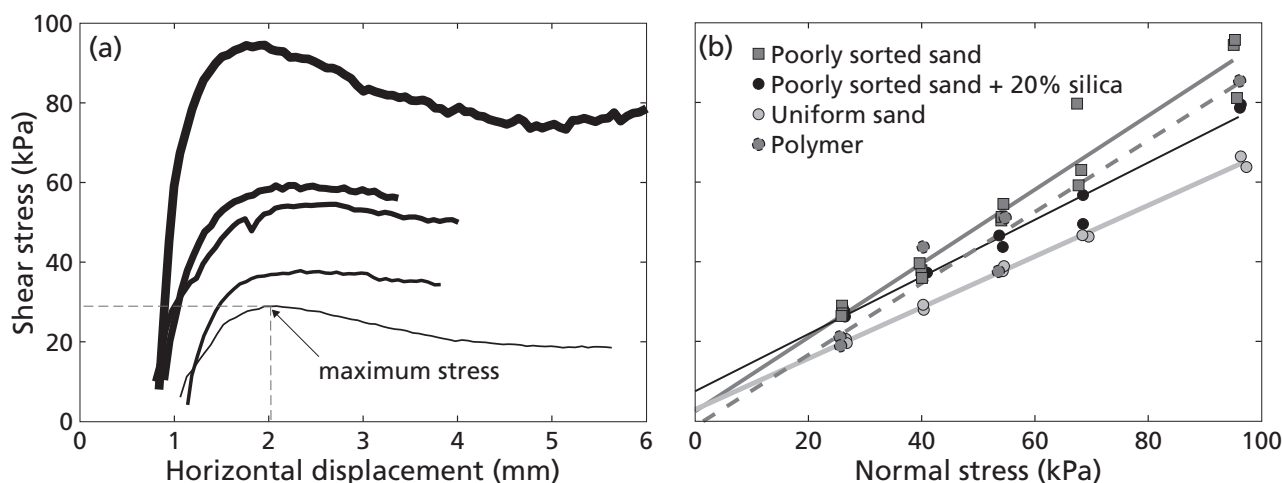 (a)
Shear stress (kPa)
100
80
60
40
20
0
maximum stress
0 1 2 3 4 5 6
Horizontal displacement (mm)
(b)
Poorly sorted sand
Poorly sorted sand + 20% silica
Uniform sand
Polymer
0 20 40 60 80 100
Normal stress (kPa)